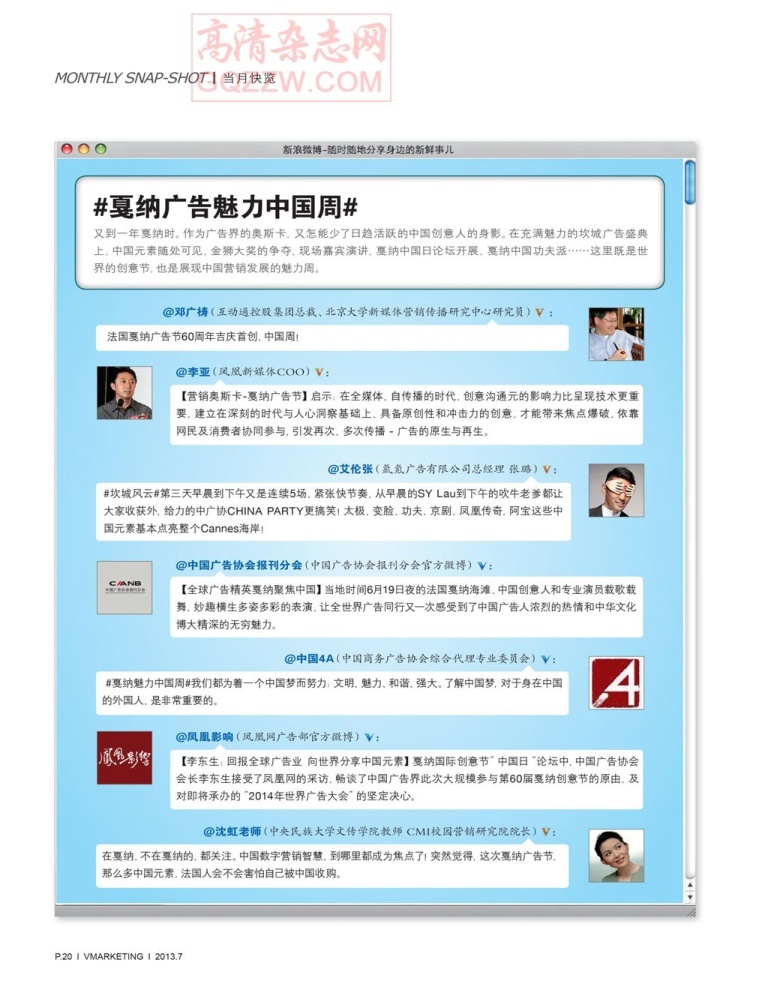 高清杂志网
GQZZW.COM
MONTHLY SNAP-SHOT | 当月快览
新浪微博-随时随地分享身边的新鲜事儿
#戛纳广告魅力中国周#
又到一年戛纳时。作为广告界的奥斯卡，又怎能少了日趋活跃的中国创意人的身影。在充满魅力的坎城广告盛典
上，中国元素随处可见，金狮大奖的争夺，现场嘉宾演讲，戛纳中国日论坛开展，戛纳中国功夫派……这里既是世
界的创意节，也是展现中国营销发展的魅力周。
@邓广梼（互动通控股集团总裁、北京大学新媒体营销传播研究中心研究员）V：
法国戛纳广告节60周年吉庆首创，中国周！
@李亚（凤凰新媒体COO）V：
【营销奥斯卡-戛纳广告节】启示：在全媒体、自传播的时代，创意沟通元的影响力比呈现技术更重
要，建立在深刻的时代与人心洞察基础上、具备原创性和冲击力的创意，才能带来焦点爆破，依靠
网民及消费者协同参与，引发再次、多次传播 - 广告的原生与再生。
@艾伦张（氩氪广告有限公司总经理 张璐）V：
#坎城风云#第三天早晨到下午又是连续5场，紧张快节奏，从早晨的SY Lau到下午的吹牛老爹都让
大家收获外，给力的中广协CHINA PARTY更搞笑！太极，变脸，功夫，京剧，凤凰传奇，阿宝这些中
国元素基本点亮整个Cannes海岸！
@中国广告协会报刊分会（中国广告协会报刊分会官方微博）V：
CANB
中国广告协会报刊分会
【全球广告精英戛纳聚焦中国】当地时间6月19日夜的法国戛纳海滩，中国创意人和专业演员载歌载
舞，妙趣横生多姿多彩的表演，让全世界广告同行又一次感受到了中国广告人浓烈的热情和中华文化
博大精深的无穷魅力。
@中国4A（中国商务广告协会综合代理专业委员会）V：
#戛纳魅力中国周#我们都为着一个中国梦而努力：文明、魅力、和谐、强大。了解中国梦，对于身在中国
的外国人，是非常重要的。
A
@凤凰影响（凤凰网广告部官方微博）V：
鳳凰影響
【李东生：回报全球广告业 向世界分享中国元素】戛纳国际创意节“ 中国日 ”论坛中，中国广告协会
会长李东生接受了凤凰网的采访，畅谈了中国广告界此次大规模参与第60届戛纳创意节的原由，及
对即将承办的 “2014年世界广告大会” 的坚定决心。
@沈虹老师（中央民族大学文传学院教师 CMI校园营销研究院院长）V：
在戛纳，不在戛纳的，都关注。中国数字营销智慧，到哪里都成为焦点了！突然觉得，这次戛纳广告节，
那么多中国元素，法国人会不会害怕自己被中国收购。
P.20 | VMARKETING | 2013.7